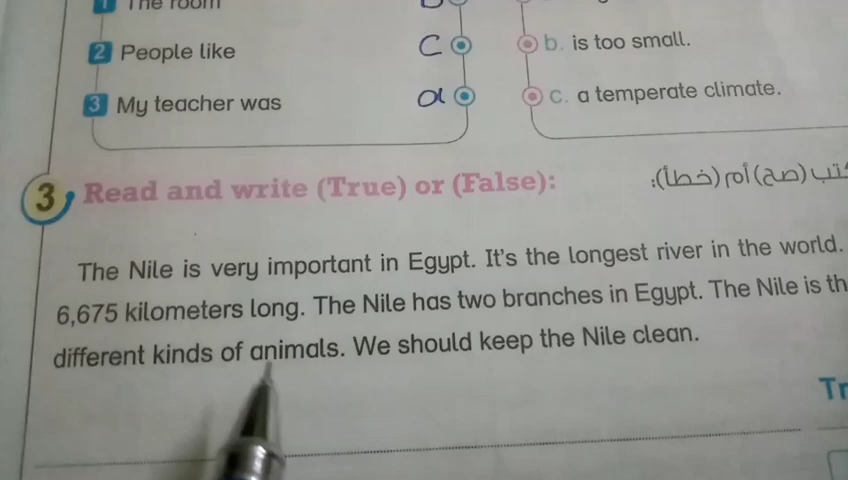 1 The room
2 People like C b. is too small.
3 My teacher was a c. a temperate climate.
3 Read and write (True) or (False): (صح) أم (خطأ):
The Nile is very important in Egypt. It's the longest river in the world.
6,675 kilometers long. The Nile has two branches in Egypt. The Nile is
different kinds of animals. We should keep the Nile clean.